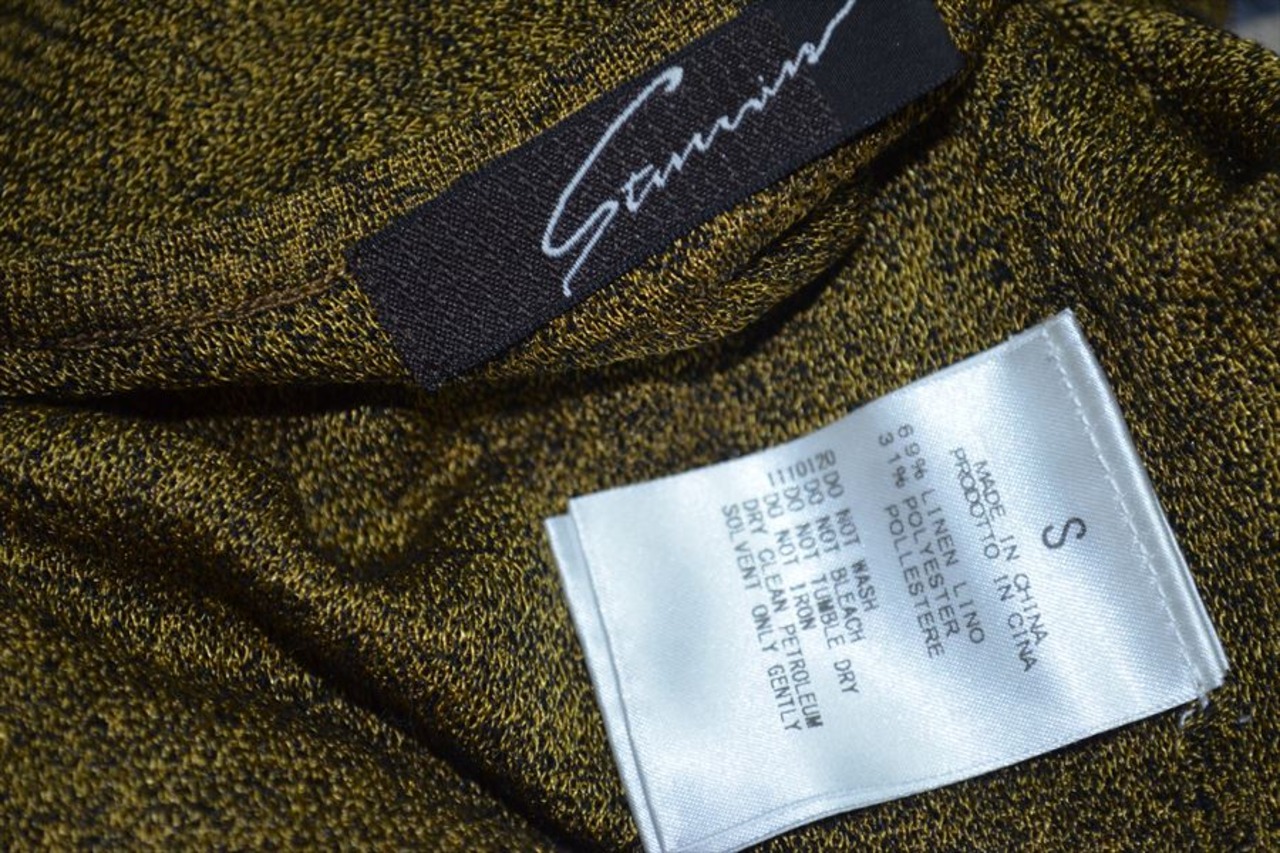 S
MADE IN CHINA
PRODOTTO IN CINA
69% LINEN LINO
31% POLYESTER
POLLESTERE
1110120
DO NOT WASH
DO NOT BLEACH
DO NOT TUMBLE DRY
DO NOT IRON
DRY CLEAN PETROLEUM
SOLVENT ONLY GENTLY